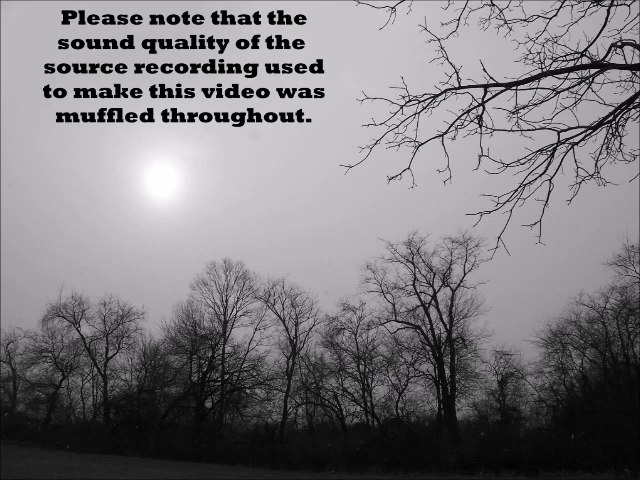 Please note that the
sound quality of the
source recording used
to make this video was
muffled throughout.